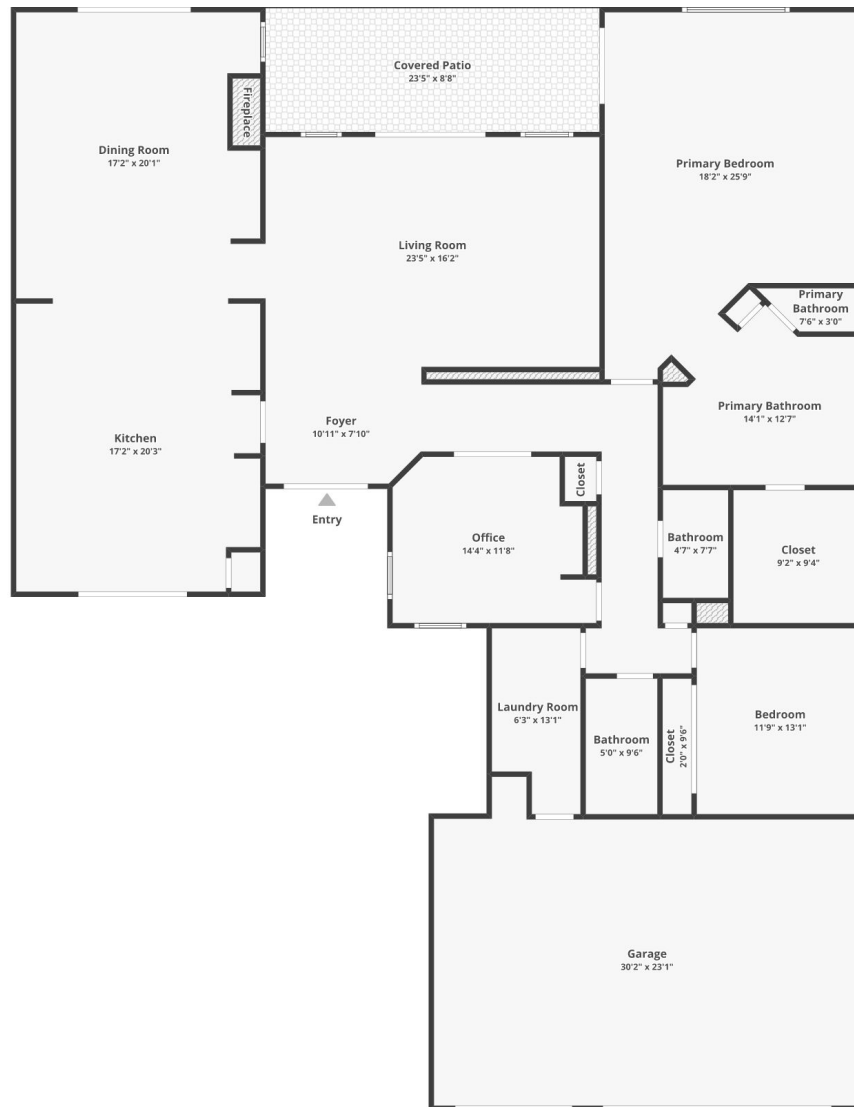 Covered Patio
23'5" x 8'8"
Fireplace
Dining Room
17'2" x 20'1"
Primary Bedroom
18'2" x 25'9"
Living Room
23'5" x 16'2"
Primary
Bathroom
7'6" x 3'0"
Primary Bathroom
14'1" x 12'7"
Foyer
10'11" x 7'10"
Kitchen
17'2" x 20'3"
Closet
Entry
Office
14'4" x 11'8"
Bathroom
4'7" x 7'7"
Closet
9'2" x 9'4"
Laundry Room
6'3" x 13'1"
Bathroom
5'0" x 9'6"
Closet
2'0" x 9'6"
Bedroom
11'9" x 13'1"
Garage
30'2" x 23'1"